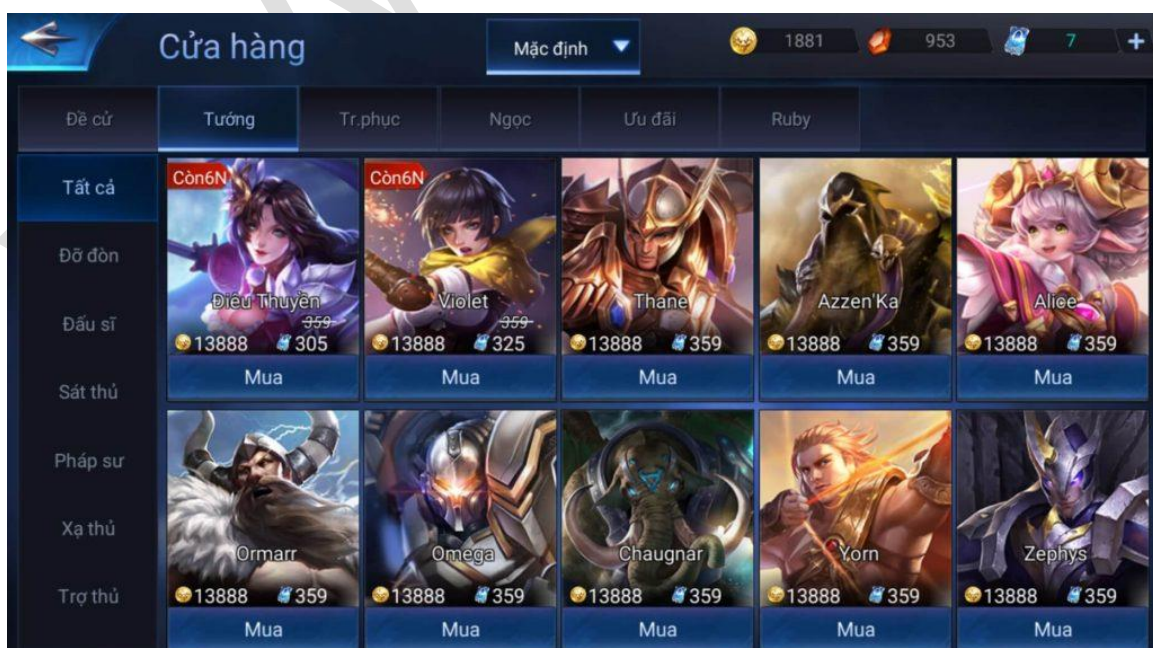 Cửa hàng
Mặc định
1881
953
7
+
Đề cử
Tướng
Tr.phục
Ngọc
Ưu đãi
Ruby
Tất cả
Đỡ đòn
Đấu sĩ
Sát thủ
Pháp sư
Xạ thủ
Trợ thủ
Còn6N
Điêu Thuyền
359
13888 305
Mua
Còn6N
Violet
359
13888 325
Mua
Thane
13888 359
Mua
Azzen'Ka
13888 359
Mua
Alice
13888 359
Mua
Ormarr
13888 359
Mua
Omega
13888 359
Mua
Chaugnar
13888 359
Mua
Yorn
13888 359
Mua
Zephys
13888 359
Mua